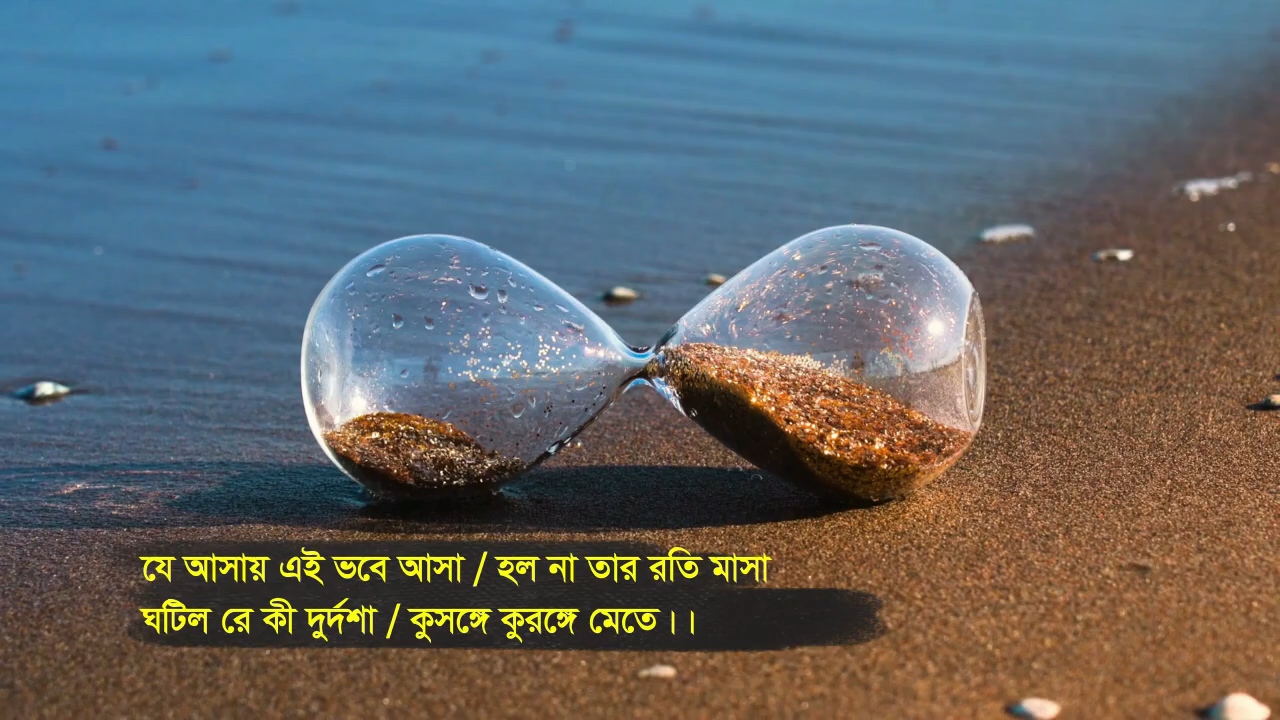 যে আসায় এই ভবে আসা / হল না তার রতি মাসা
ঘটিল রে কী দুর্দশা / কুসঙ্গে কুরঙ্গে মেতে।।